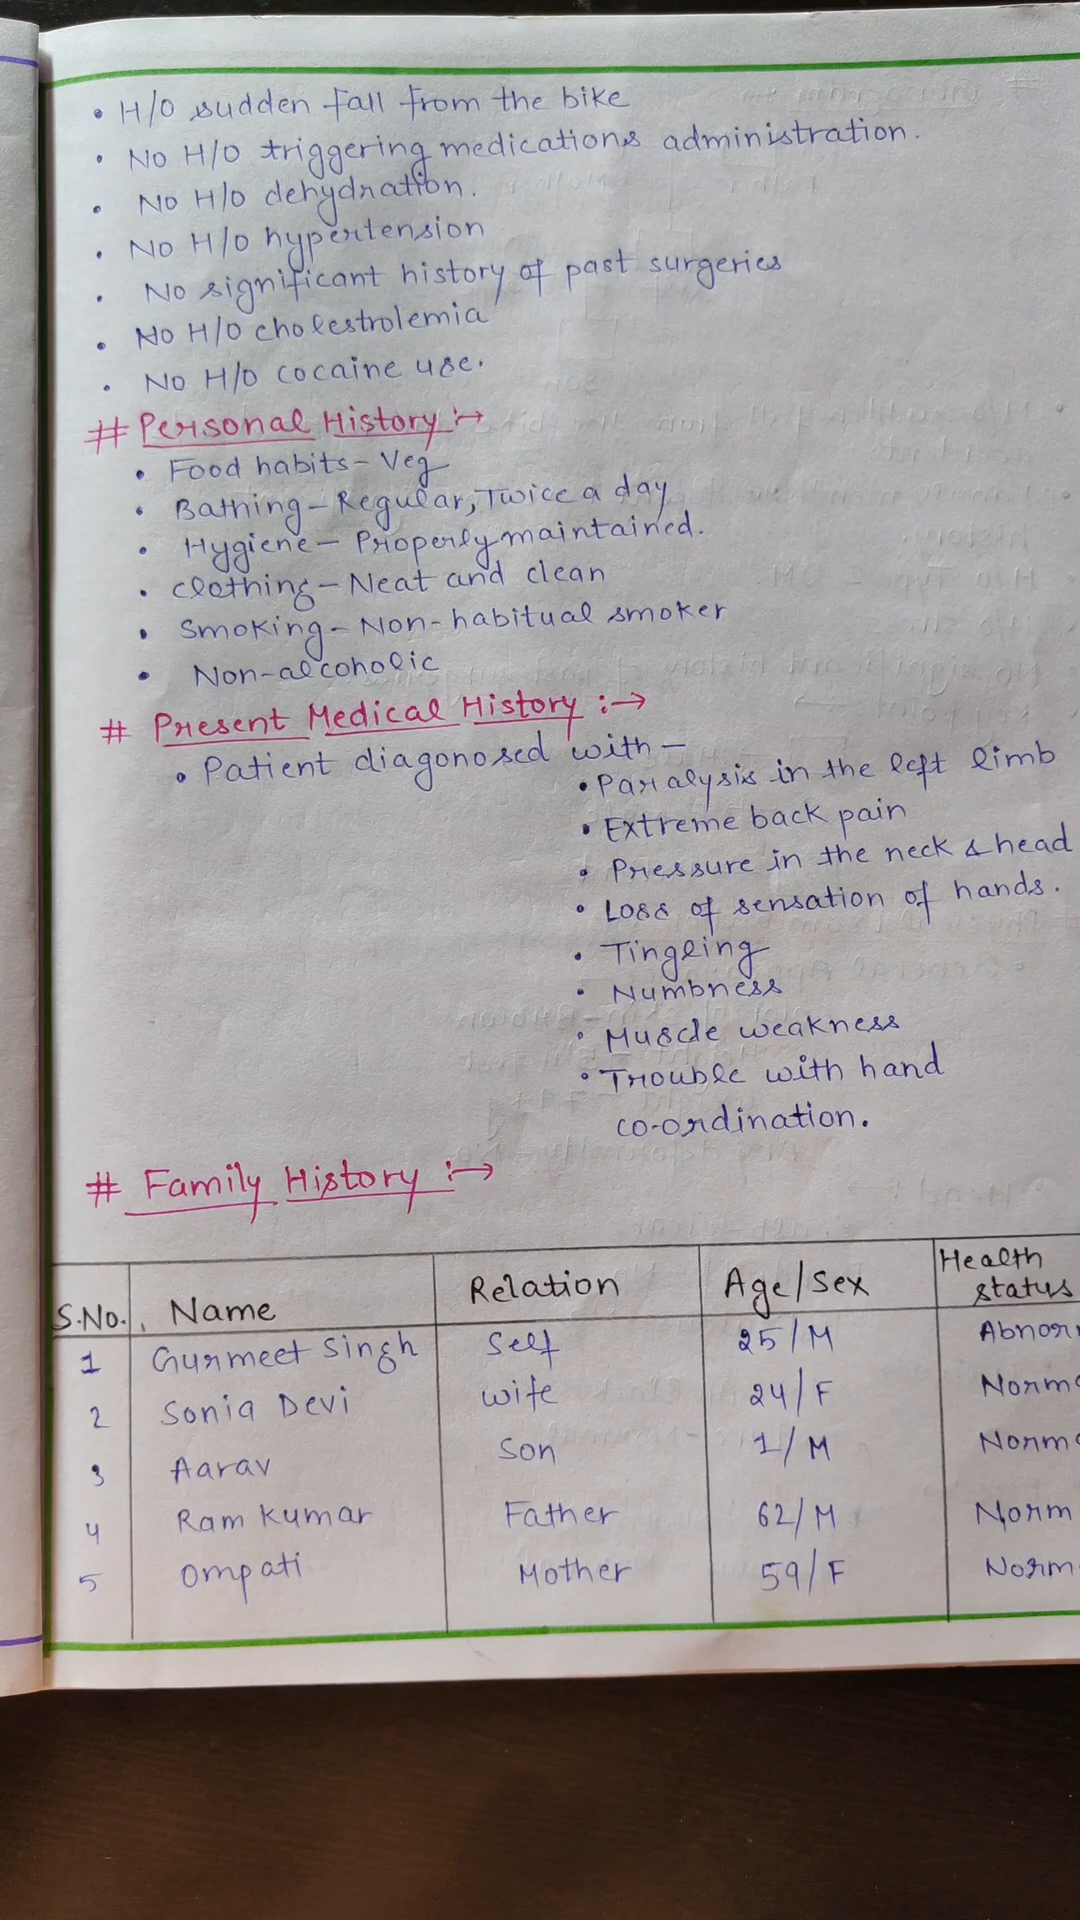 • H/O sudden fall from the bike
• No H/O triggering medications administration.
• No H/O dehydration.
• No H/O hypertension
• No significant history of past surgeries
• No H/O cholestrolemia
• No H/O cocaine use.
# Personal History :→
• Food habits - Veg
• Bathing - Regular, Twice a day
• Hygiene - Properly maintained.
• Clothing - Neat and clean
• Smoking - Non-habitual smoker
• Non-alcoholic
# Present Medical History :→
• Patient diagonosed with -
• Paralysis in the left limb
• Extreme back pain
• Pressure in the neck & head
• Loss of sensation of hands.
• Tingling
• Numbness
• Muscle weakness
• Trouble with hand
co-ordination.
# Family History :→
S.No. Name Relation Age/Sex Health status
1 Gurmeet Singh Self 25/M Abnor
2 Sonia Devi wife 24/F Norma
3 Aarav Son 1/M Norma
4 Ram Kumar Father 62/M Norm
5 Ompati Mother 59/F Norm